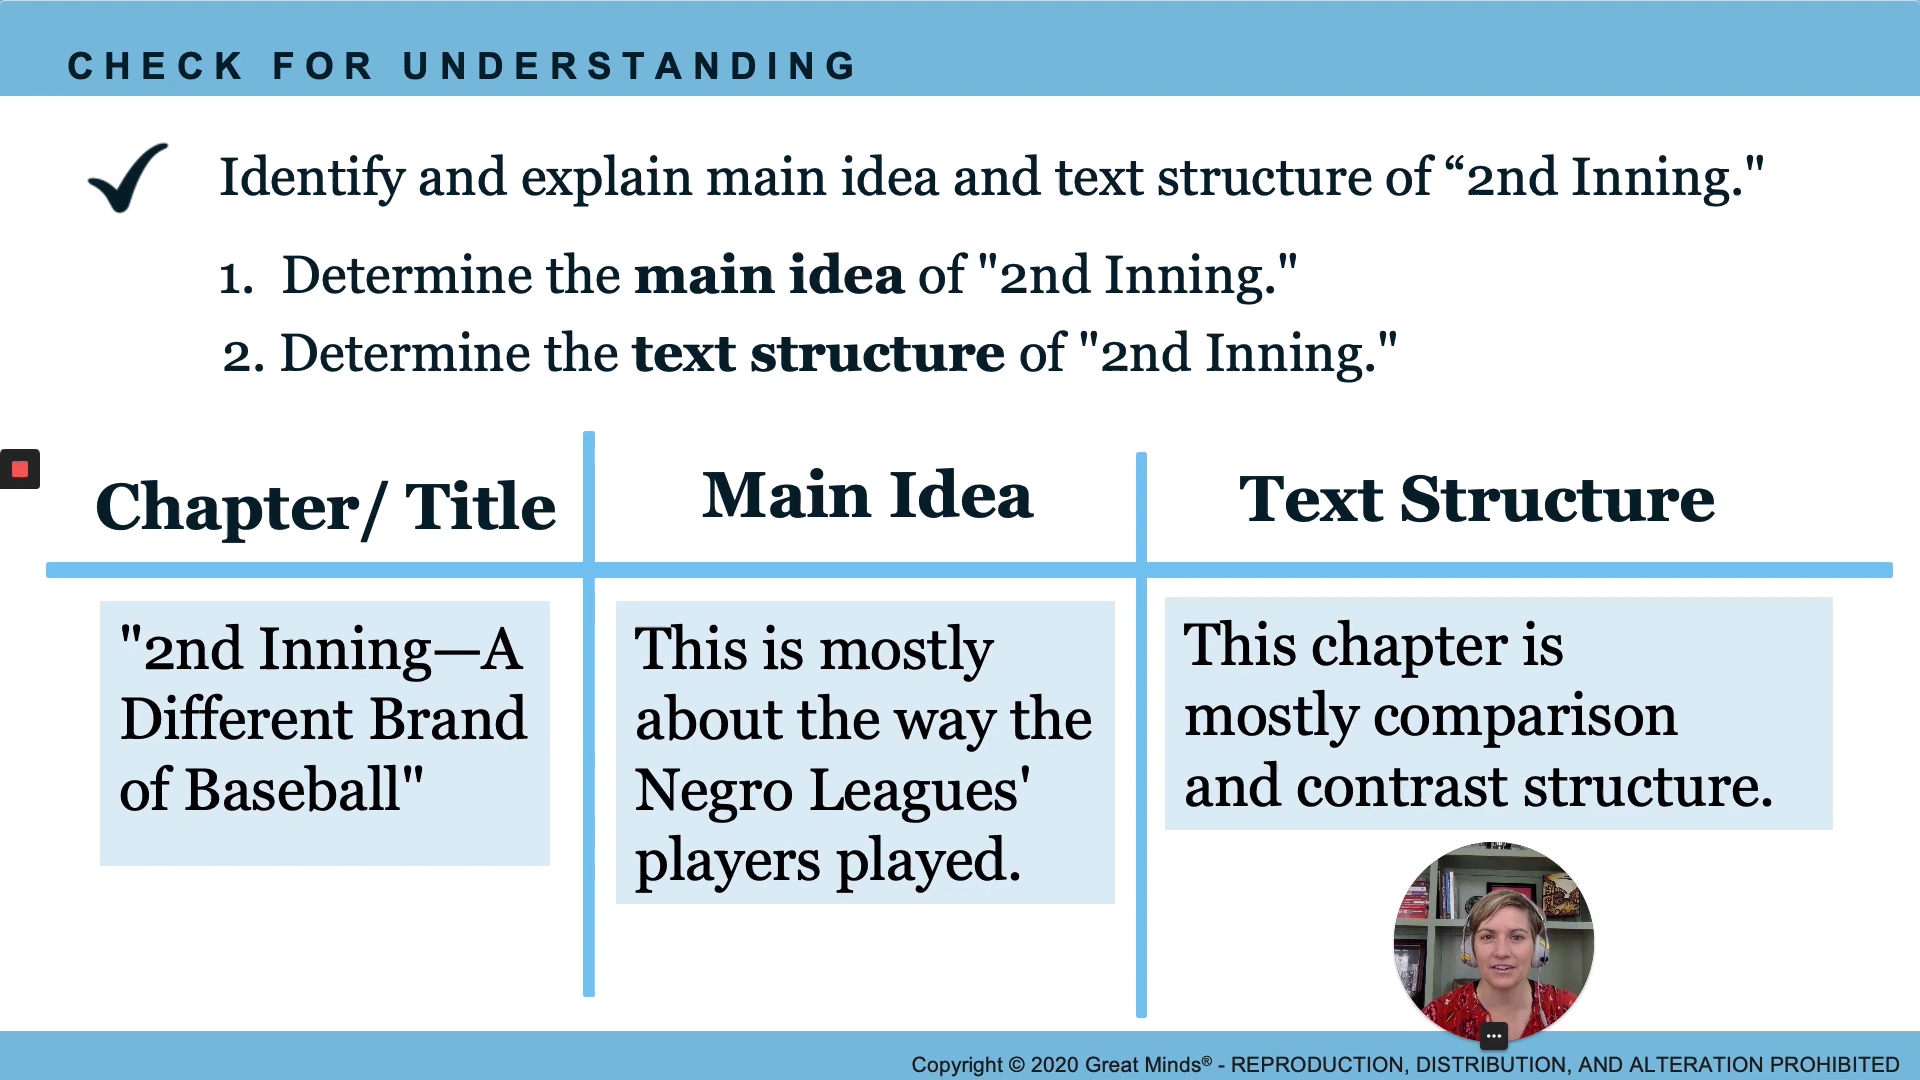 CHECK FOR UNDERSTANDING
Identify and explain main idea and text structure of “2nd Inning."
1. Determine the main idea of "2nd Inning."
2. Determine the text structure of "2nd Inning."
Chapter/ Title
Main Idea
Text Structure
"2nd Inning—A
Different Brand
of Baseball"
This is mostly
about the way the
Negro Leagues'
players played.
This chapter is
mostly comparison
and contrast structure.
Copyright © 2020 Great Minds® - REPRODUCTION, DISTRIBUTION, AND ALTERATION PROHIBITED